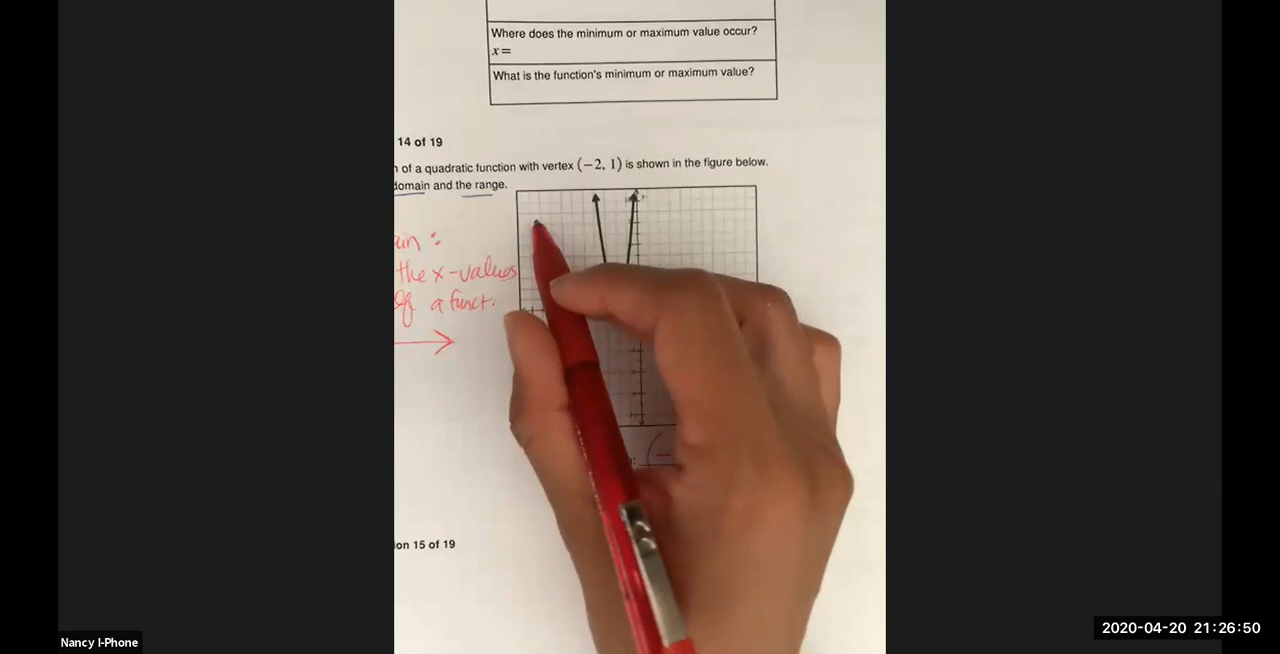 Where does the minimum or maximum value occur?
x =
What is the function's minimum or maximum value?
14 of 19
of a quadratic function with vertex (−2, 1) is shown in the figure below.
domain and the range.
the x-values
of a funct.
15 of 19
Nancy I-Phone
2020-04-20 21:26:50